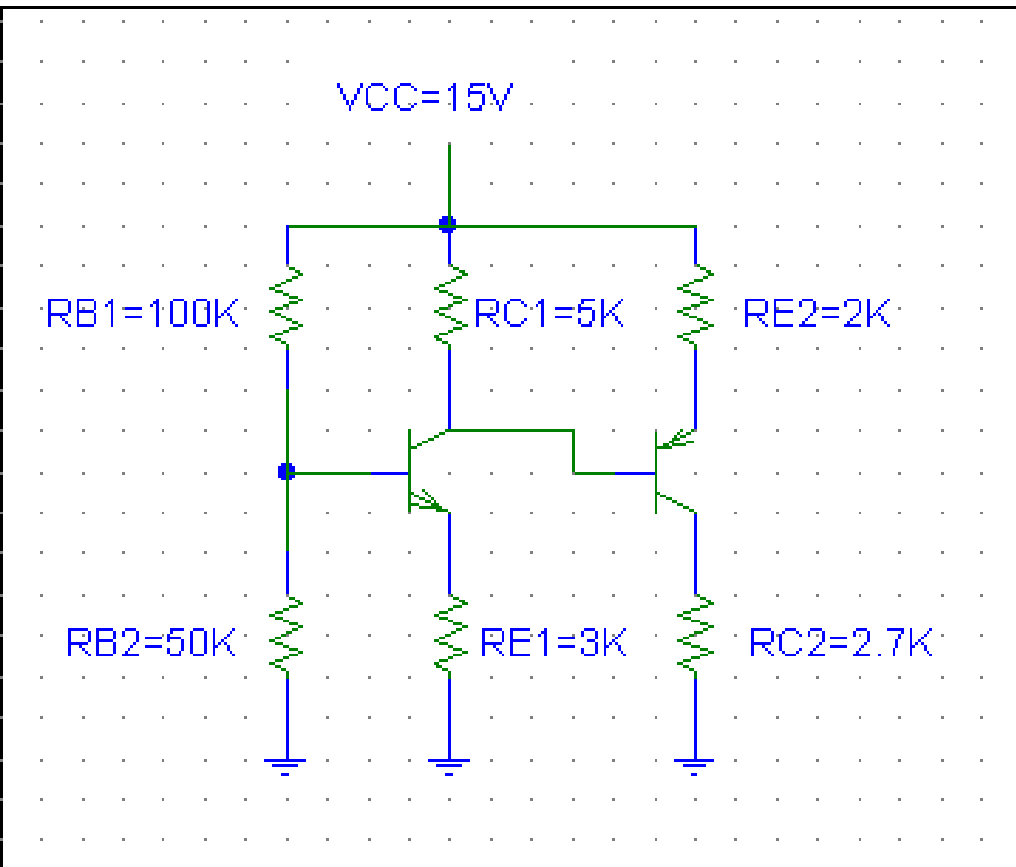 VCC=15V
RB1=100K
RC1=5K
RE2=2K
RB2=50K
RE1=3K
RC2=2.7K